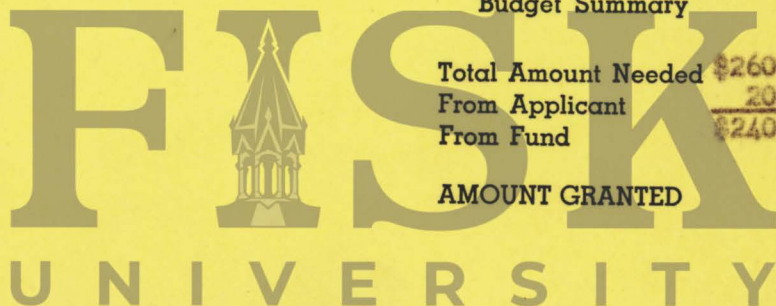 Budget Summary
Total Amount Needed $260
From Applicant 20
From Fund $240
AMOUNT GRANTED
FISK
UNIVERSITY